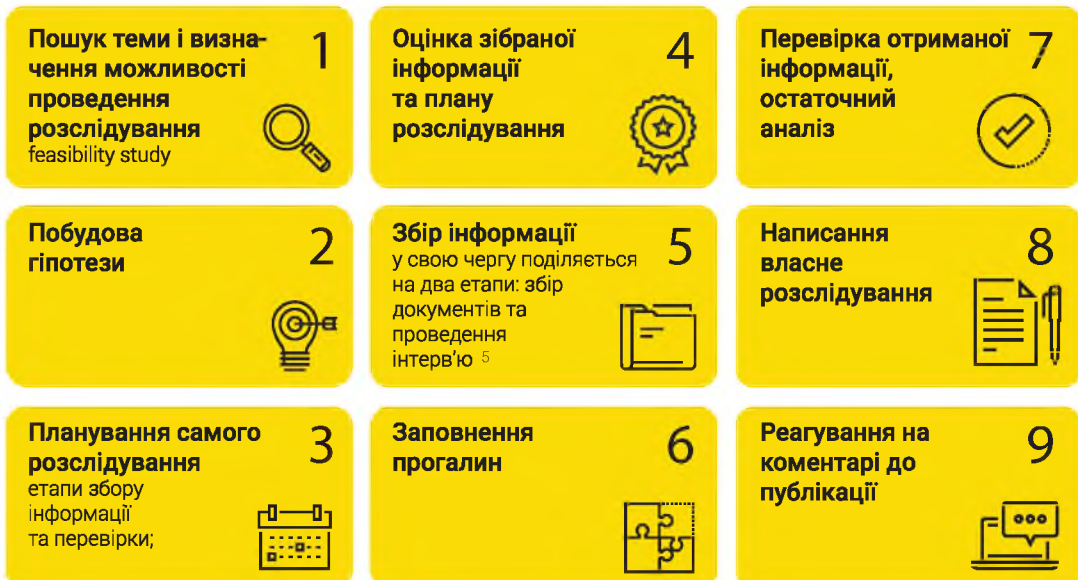 Пошук теми і визна-
чення можливості
проведення
розслідування
feasibility study
1
Побудова
гіпотези
2
Планування самого
розслідування
етапи збору
інформації
та перевірки;
3
Оцінка зібраної
інформації
та плану
розслідування
4
Збір інформації
у свою чергу поділяється
на два етапи: збір
документів та
проведення
інтерв'ю 5
5
Заповнення
прогалин
6
Перевірка отриманої
інформації,
остаточний
аналіз
7
Написання
власне
розслідування
8
Реагування на
коментарі до
публікації
9